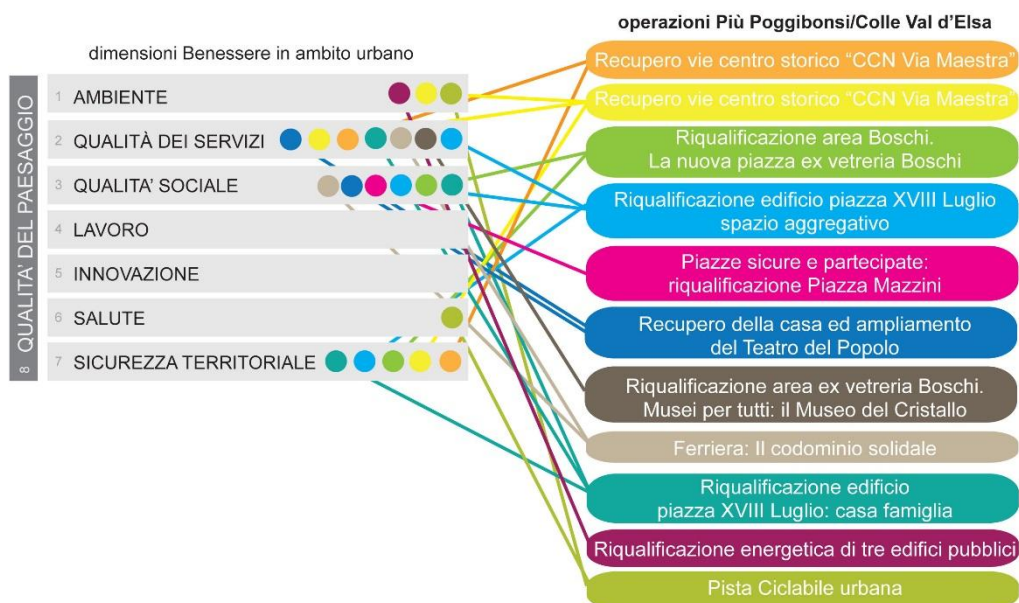 operazioni Più Poggibonsi/Colle Val d'Elsa
dimensioni Benessere in ambito urbano
8 QUALITA' DEL PAESAGGIO
1 AMBIENTE
2 QUALITÀ DEI SERVIZI
3 QUALITA' SOCIALE
4 LAVORO
5 INNOVAZIONE
6 SALUTE
7 SICUREZZA TERRITORIALE
Recupero vie centro storico "CCN Via Maestra"
Recupero vie centro storico "CCN Via Maestra"
Riqualificazione area Boschi.
La nuova piazza ex vetreria Boschi
Riqualificazione edificio piazza XVIII Luglio
spazio aggregativo
Piazze sicure e partecipate:
riqualificazione Piazza Mazzini
Recupero della casa ed ampliamento
del Teatro del Popolo
Riqualificazione area ex vetreria Boschi.
Musei per tutti: il Museo del Cristallo
Ferriera: Il codominio solidale
Riqualificazione edificio
piazza XVIII Luglio: casa famiglia
Riqualificazione energetica di tre edifici pubblici
Pista Ciclabile urbana